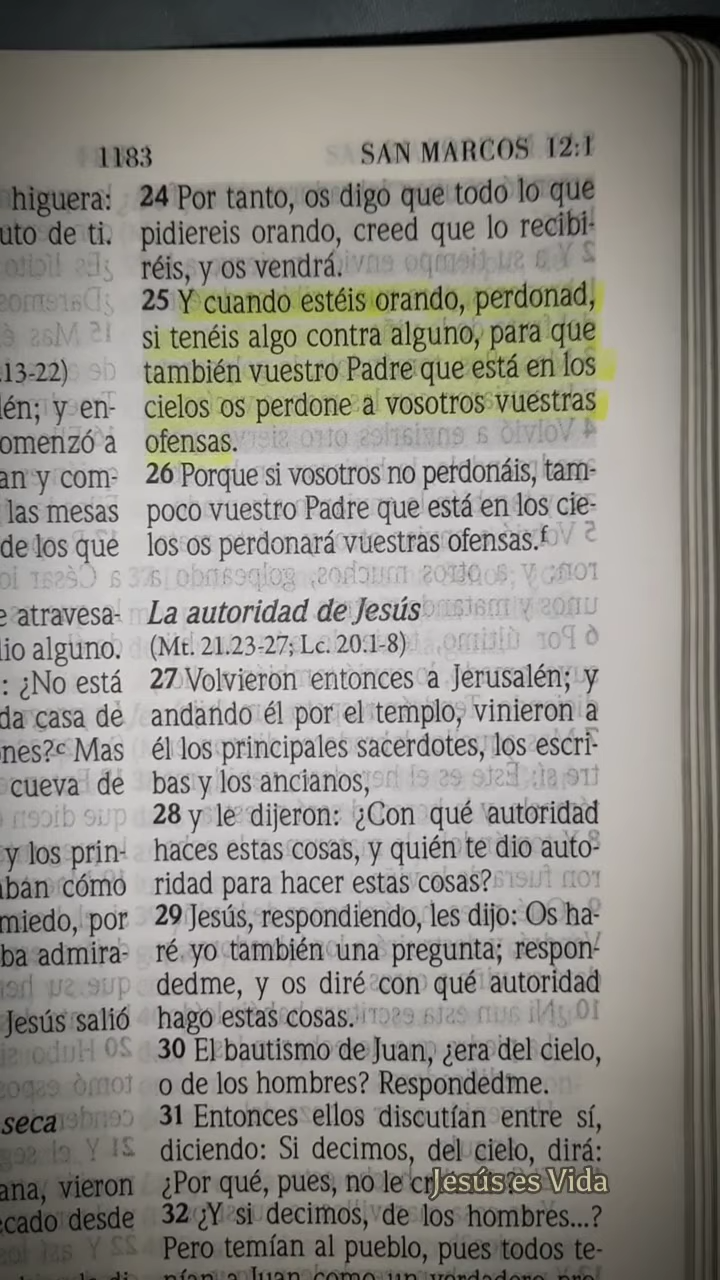 1183
SAN MARCOS 12:1
higuera:
uto de ti.
.13-22)
lén; y en-
omenzó a
an y com-
las mesas
de los que
e atravesa-
lio alguno.
: ¿No está
da casa de
nes?ᶜ Mas
cueva de
y los prin-
aban cómo
miedo, por
ba admira-
Jesús salió
seca
ana, vieron
cado desde
24 Por tanto, os digo que todo lo que
pidiereis orando, creed que lo recibi-
réis, y os vendrá.
25 Y cuando estéis orando, perdonad,
si tenéis algo contra alguno, para que
también vuestro Padre que está en los
cielos os perdone a vosotros vuestras
ofensas.
26 Porque si vosotros no perdonáis, tam-
poco vuestro Padre que está en los cie-
los os perdonará vuestras ofensas.ᶠ
La autoridad de Jesús
(Mt. 21.23-27; Lc. 20:1-8)
27 Volvieron entonces a Jerusalén; y
andando él por el templo, vinieron a
él los principales sacerdotes, los escri-
bas y los ancianos,
28 y le dijeron: ¿Con qué autoridad
haces estas cosas, y quién te dio auto-
ridad para hacer estas cosas?
29 Jesús, respondiendo, les dijo: Os ha-
ré yo también una pregunta; respon-
dedme, y os diré con qué autoridad
hago estas cosas.
30 El bautismo de Juan, ¿era del cielo,
o de los hombres? Respondedme.
31 Entonces ellos discutían entre sí,
diciendo: Si decimos, del cielo, dirá:
¿Por qué, pues, no le
Jesús es Vida
32 ¿Y si decimos, de los hombres...?
Pero temían al pueblo, pues todos te-
nían a Juan como un verdadero